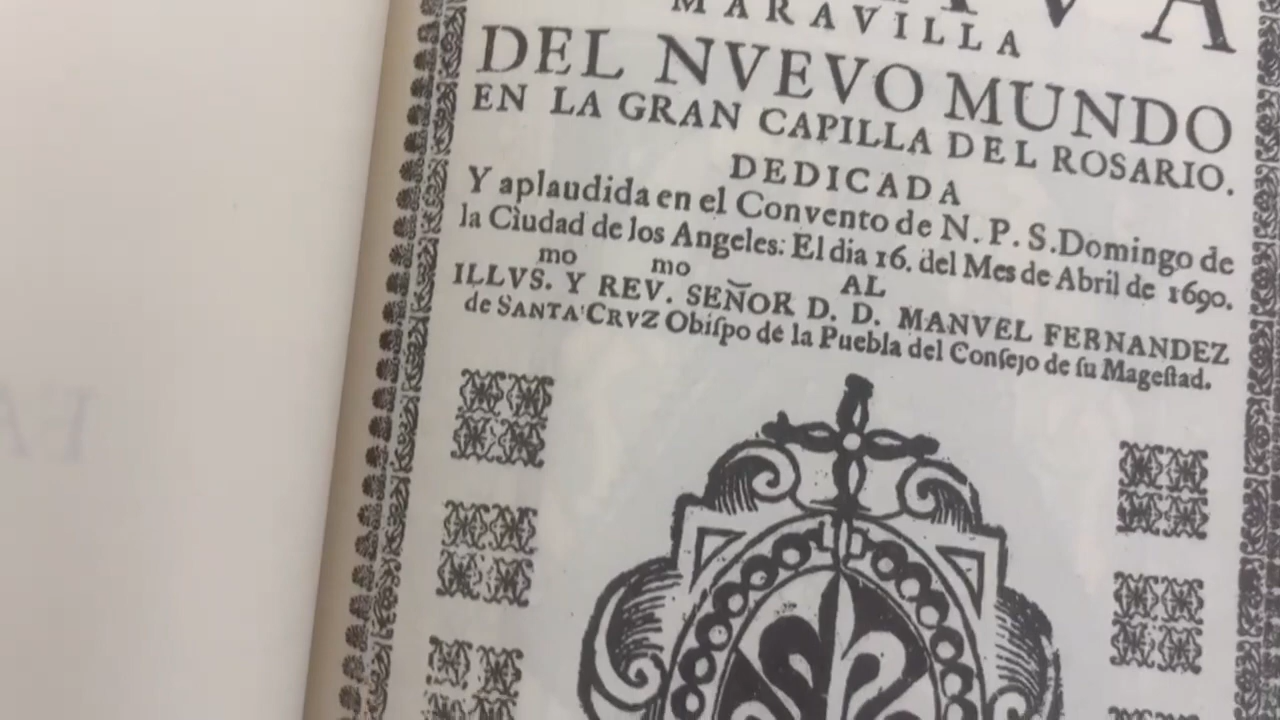 MARAVILLA
DEL NVEVO MUNDO
EN LA GRAN CAPILLA DEL ROSARIO.
DEDICADA
Y aplaudida en el Convento de N. P. S. Domingo de
la Ciudad de los Angeles: El dia 16. del Mes de Abril de 1690.
mo mo AL
ILLVS. Y REV. SEÑOR D. D. MANVEL FERNANDEZ
de SANTA CRVZ Obiſpo de la Puebla del Conſejo de ſu Mageſtad.